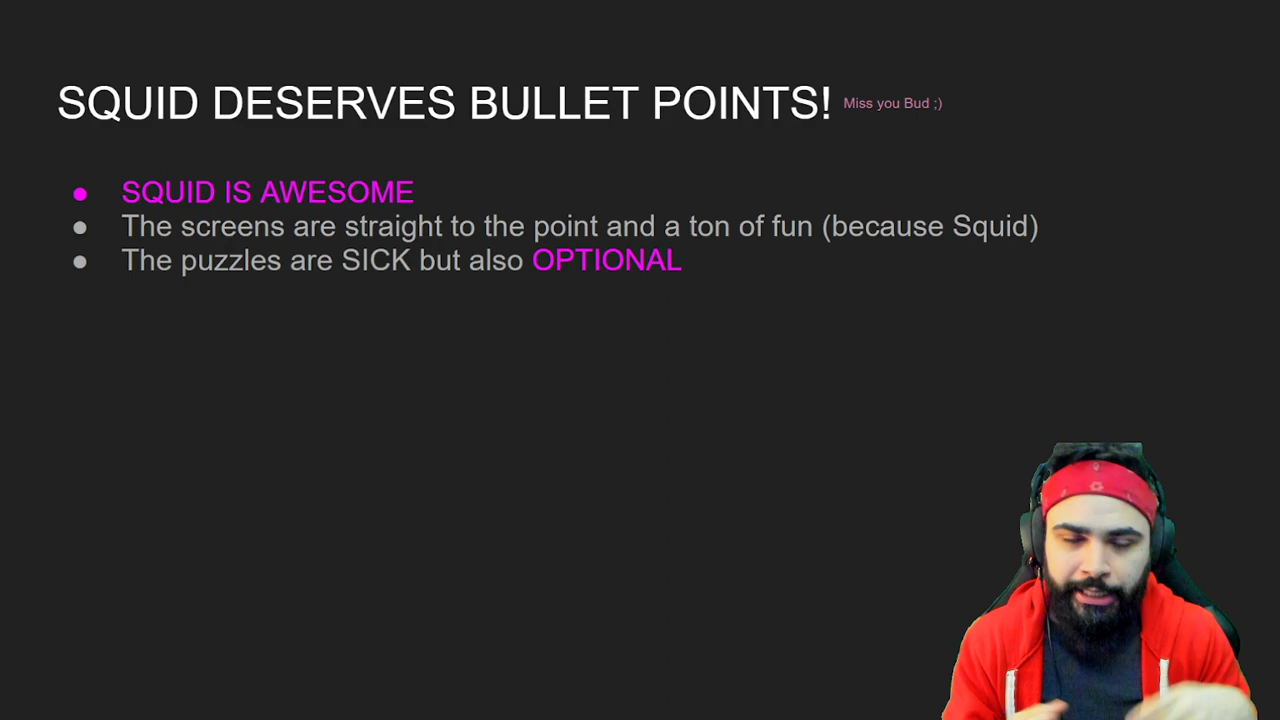 SQUID DESERVES BULLET POINTS! Miss you Bud ;)
● SQUID IS AWESOME
● The screens are straight to the point and a ton of fun (because Squid)
● The puzzles are SICK but also OPTIONAL